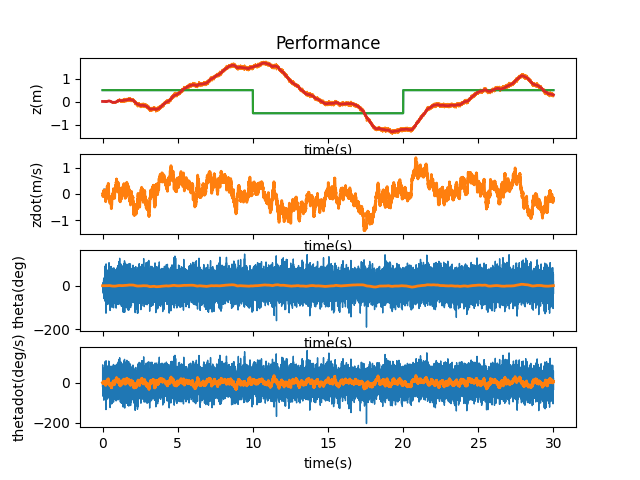 Performance
z(m)
1
0
−1
time(s)
zdot(m/s)
1
0
−1
time(s)
theta(deg)
0
−200
time(s)
thetadot(deg/s)
0
−200
0 5 10 15 20 25 30
time(s)